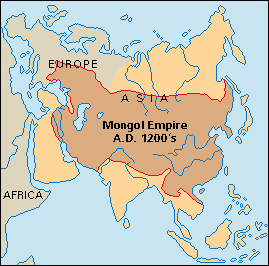 EUROPE
ASIA
Mongol Empire
A.D. 1200's
AFRICA